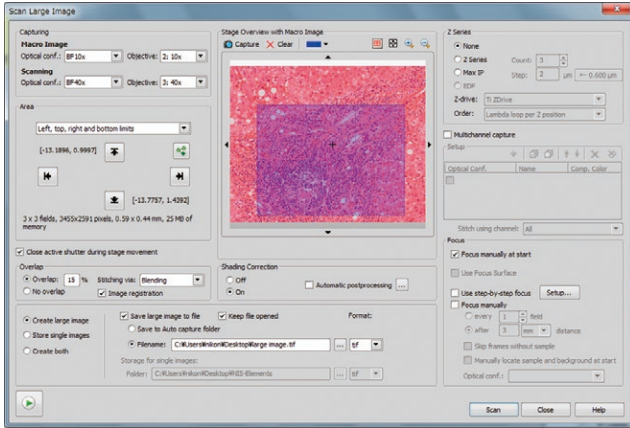 Scan Large Image
Capturing
Macro Image
Optical conf.: BF10x Objective: 2: 10x
Scanning
Optical conf.: BF40x Objective: 3: 40x
Area
Left, top, right and bottom limits
[-13.1896, 0.9997]
[-13.7757, 1.4392]
3 x 3 fields, 3455x2591 pixels, 0.59 x 0.44 mm, 25 MB of
memory
Close active shutter during stage movement
Overlap
Overlap: 15 % Stitching via: Blending
No overlap Image registration
Stage Overview with Macro Image
Capture Clear
Shading Correction
Off
On
Automatic postprocessing ...
Create large image
Store single images
Create both
Save large image to file Keep file opened Format:
Save to Auto capture folder
Filename: C:¥Users¥nikon¥Desktop¥large image.tif ... tif
Storage for single images:
Folder: C:¥Users¥nikon¥Desktop¥NIS-Elements ... tif
Z Series
None
Z Series Count: 3
Max IP Step: 2 µm <-- 0.600 µm
EDF
Z-drive: Ti ZDrive
Order: Lambda loop per Z position
Multichannel capture
Setup
Optical Conf. Name Comp. Color
Stitch using channel: All
Focus
Focus manually at start
Use Focus Surface
Use step-by-step focus Setup...
Focus manually
every 1 field
after 3 mm distance
Skip frames without sample
Manually locate sample and background at start
Optical conf.:
Scan Close Help